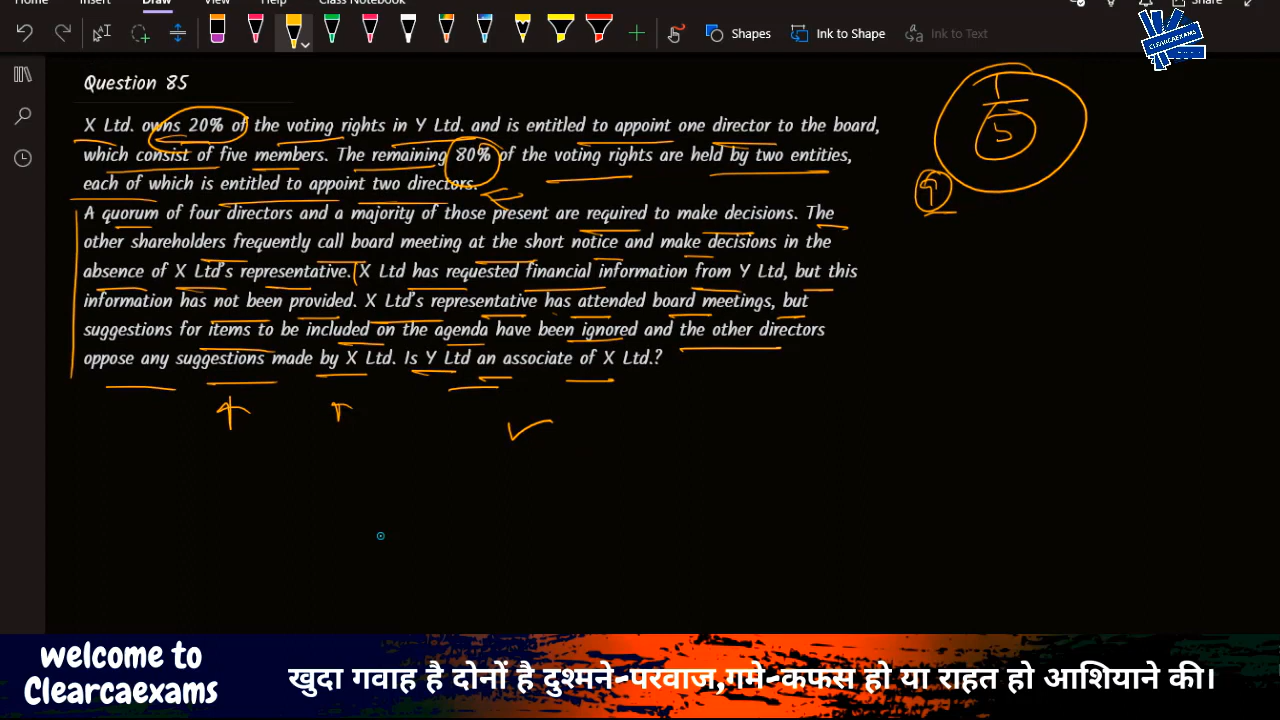 Home Insert Draw View Help Class Notebook Share
Shapes Ink to Shape Ink to Text
CLEARCAEXAMS
Question 85
X Ltd. owns 20% of the voting rights in Y Ltd. and is entitled to appoint one director to the board,
which consist of five members. The remaining 80% of the voting rights are held by two entities,
each of which is entitled to appoint two directors.
A quorum of four directors and a majority of those present are required to make decisions. The
other shareholders frequently call board meeting at the short notice and make decisions in the
absence of X Ltd's representative. X Ltd has requested financial information from Y Ltd, but this
information has not been provided. X Ltd's representative has attended board meetings, but
suggestions for items to be included on the agenda have been ignored and the other directors
oppose any suggestions made by X Ltd. Is Y Ltd an associate of X Ltd.?
1
5
welcome to
Clearcaexams
खुदा गवाह है दोनों है दुश्मने-परवाज,गमे-कफस हो या राहत हो आशियाने की।